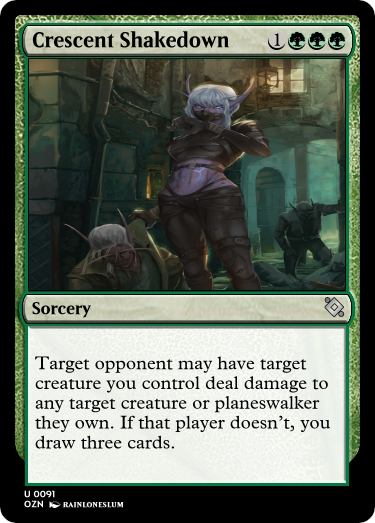 Crescent Shakedown 1
Sorcery
Target opponent may have target
creature you control deal damage to
any target creature or planeswalker
they own. If that player doesn't, you
draw three cards.
U 0091
OZN RAINLONESLUM